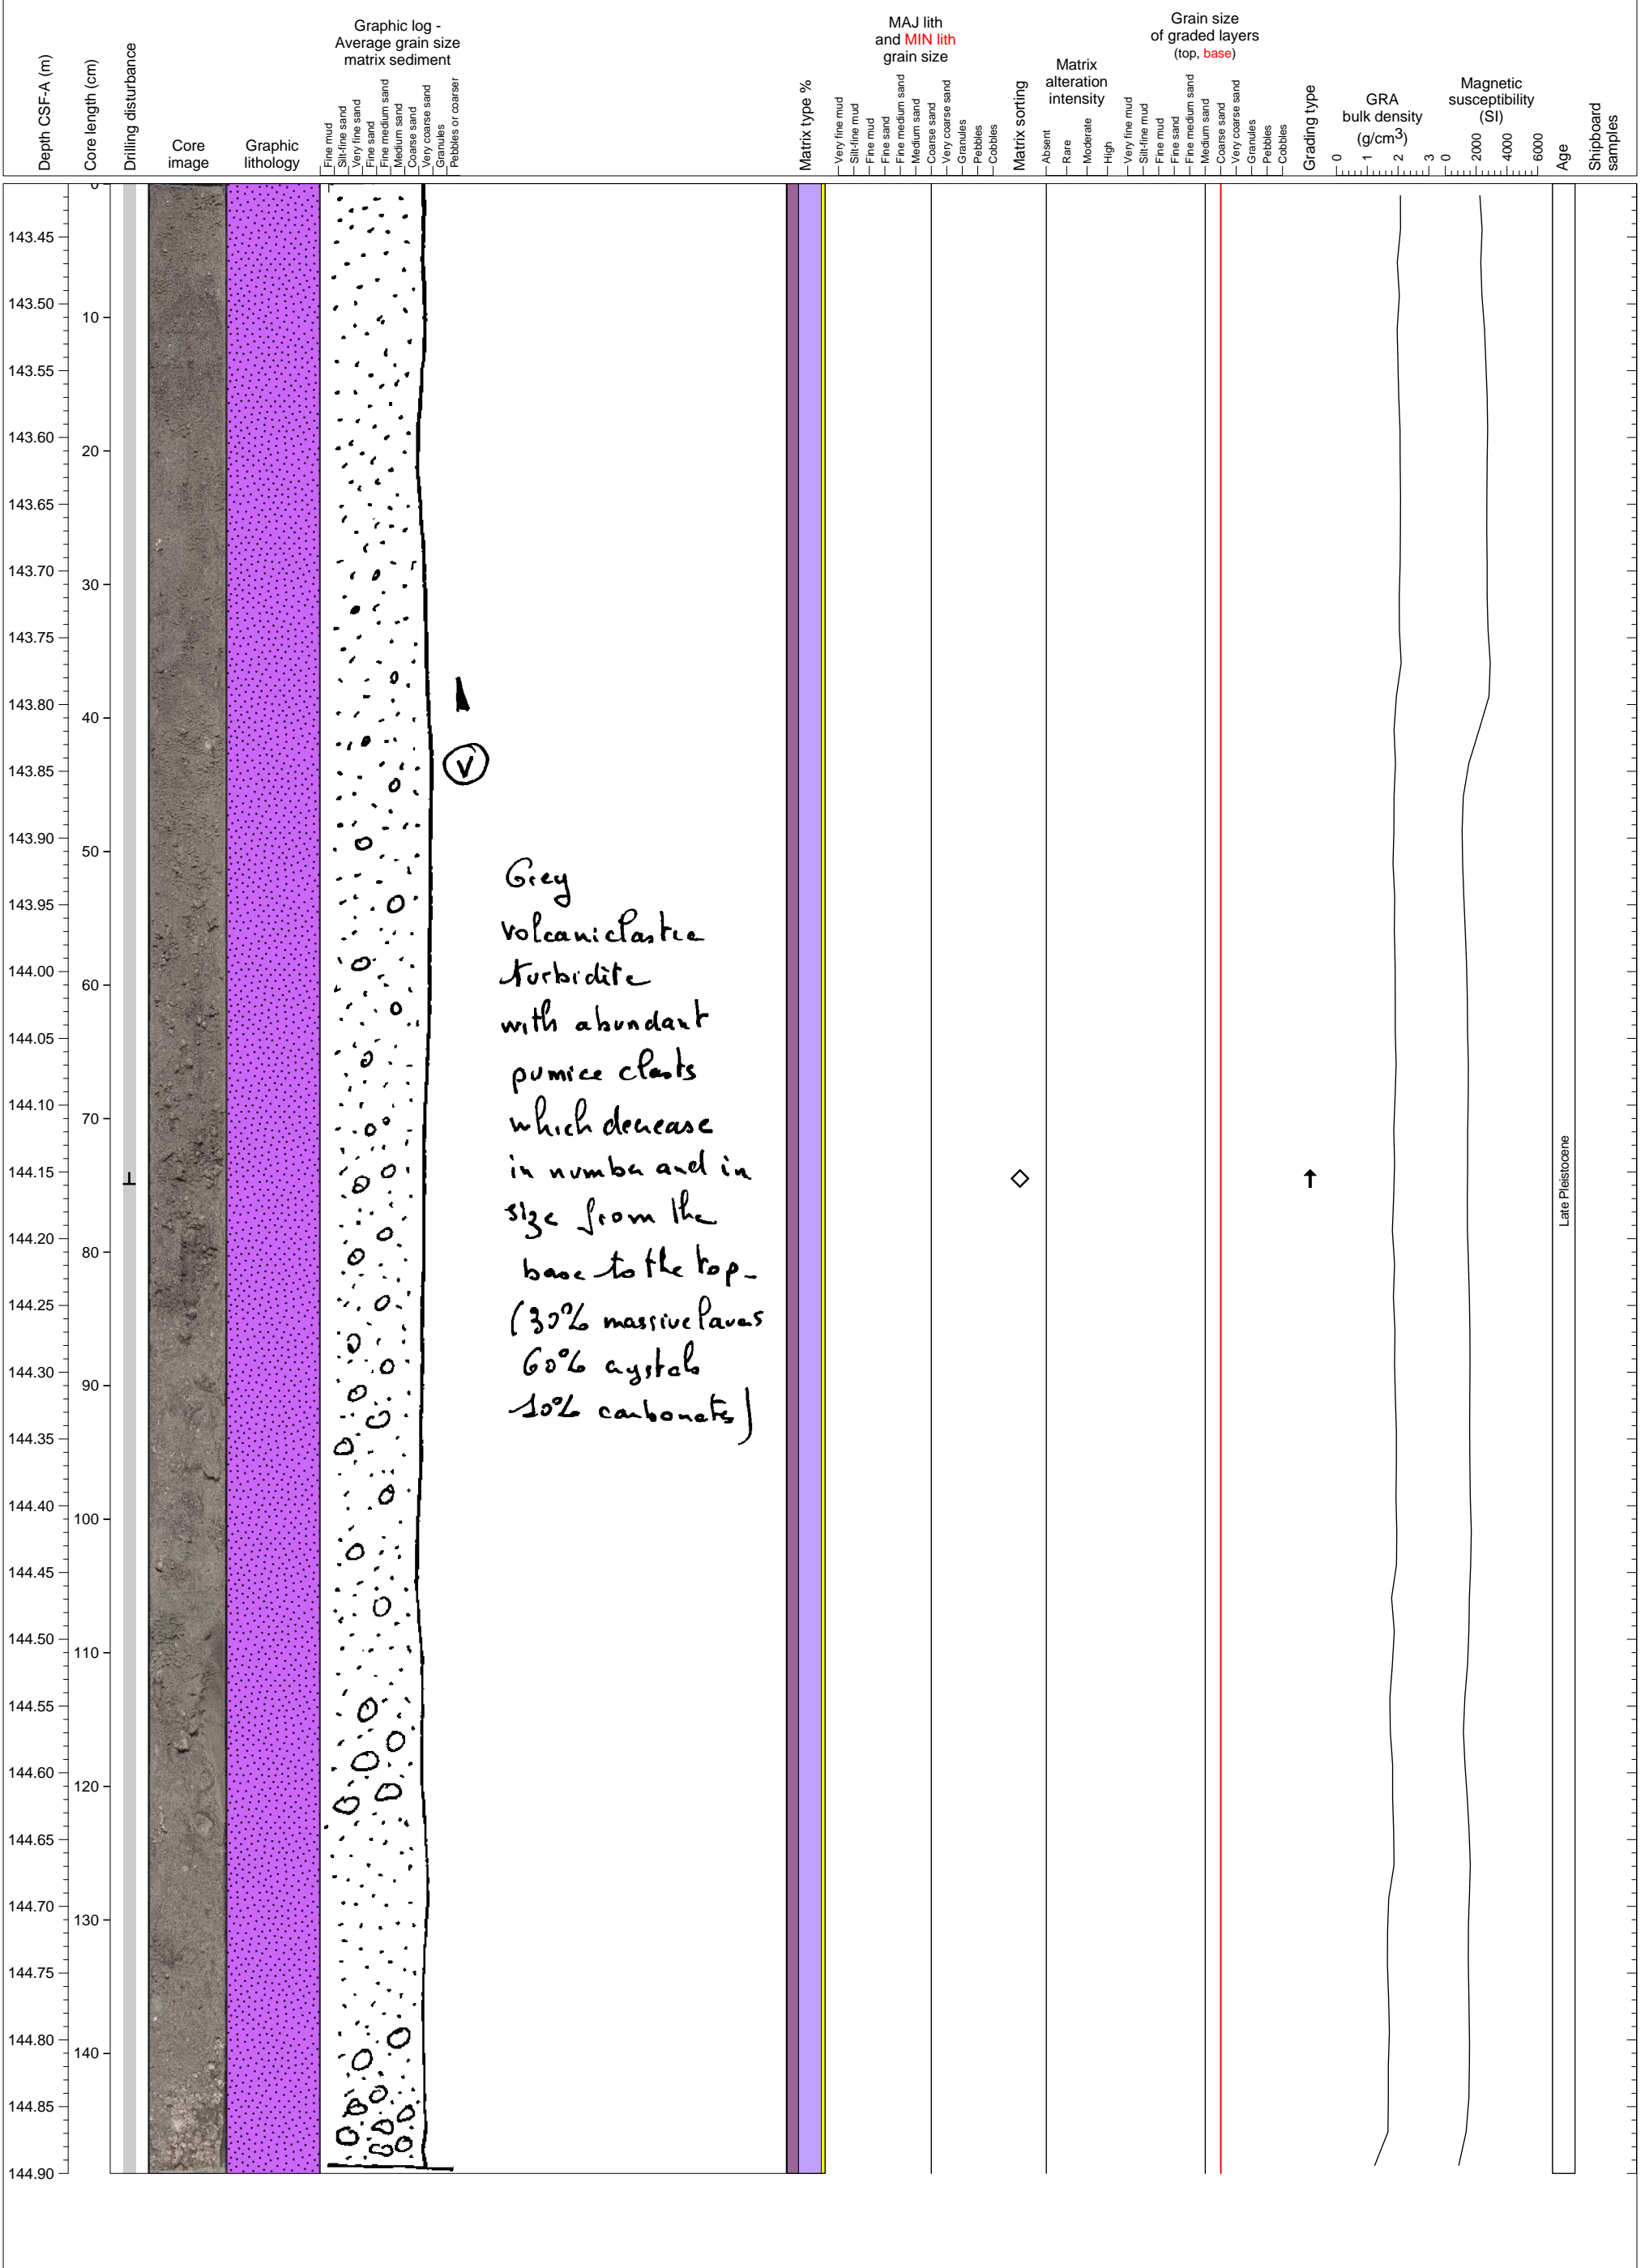 Depth CSF-A (m)
Core length (cm)
Drilling disturbance
Core
image
Graphic
lithology
Graphic log -
Average grain size
matrix sediment
Fine mud
Slit-fine sand
Very fine sand
Fine sand
Fine medium sand
Medium sand
Coarse sand
Very coarse sand
Granules
Pebbles or coarser
Matrix type %
MAJ lith
and MIN lith
grain size
Very fine mud
Silt-fine mud
Fine mud
Fine sand
Fine medium sand
Medium sand
Coarse sand
Very coarse sand
Granules
Pebbles
Cobbles
Matrix sorting
Matrix
alteration
intensity
Absent
Rare
Moderate
High
Grain size
of graded layers
(top, base)
Very fine mud
Silt-fine mud
Fine mud
Fine sand
Fine medium sand
Medium sand
Coarse sand
Very coarse sand
Granules
Pebbles
Cobbles
Grading type
GRA
bulk density
(g/cm3)
0 1 2 3
Magnetic
susceptibility
(SI)
0 2000 4000 6000
Age
Shipboard
samples
0
143.45
143.50
10
143.55
143.60
20
143.65
143.70
30
143.75
143.80
40
V
143.85
143.90
50
143.95
144.00
60
144.05
144.10
70
144.15
144.20
80
144.25
144.30
90
144.35
144.40
100
144.45
144.50
110
144.55
144.60
120
144.65
144.70
130
144.75
144.80
140
144.85
144.90
Grey
volcaniclastic
turbidite
with abundant
pumice clasts
which decrease
in number and in
size from the
base to the top-
(30% massive lavas
60% crystals
10% carbonates)
Late Pleistocene